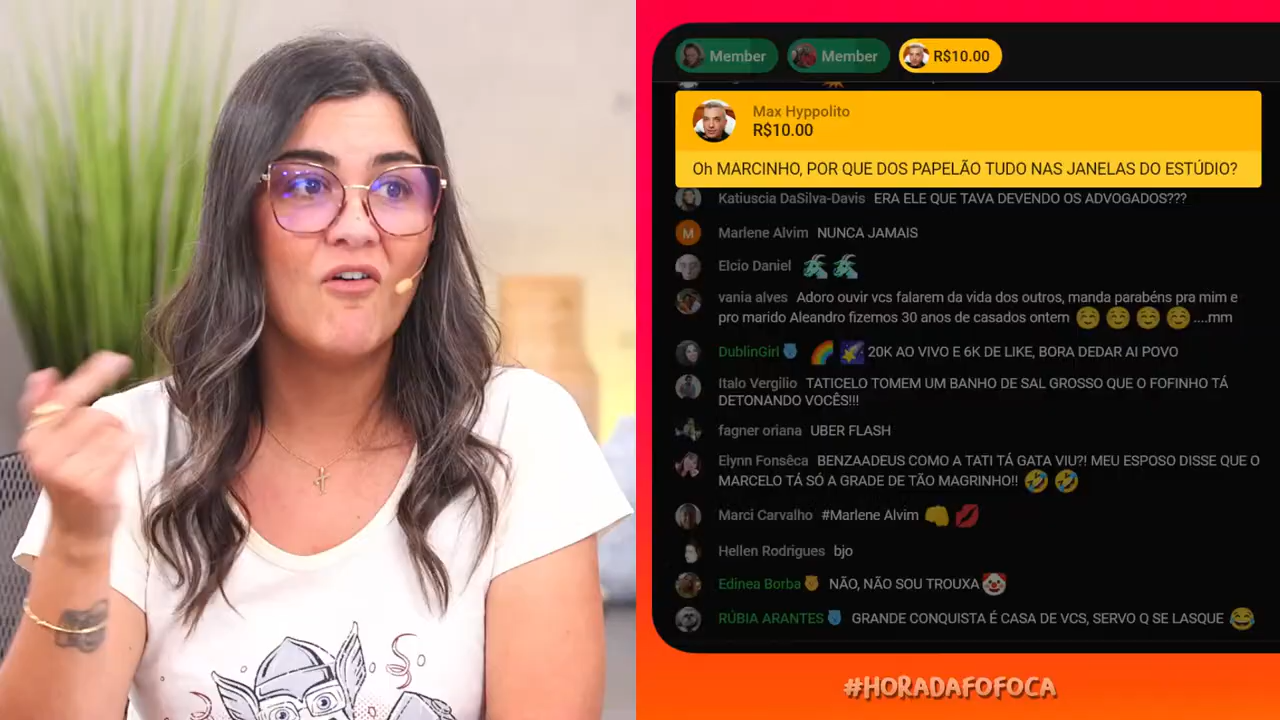 Member
Member
R$10.00
Max Hyppolito
R$10.00
Oh MARCINHO, POR QUE DOS PAPELÃO TUDO NAS JANELAS DO ESTÚDIO?
Katiuscia DaSilva-Davis ERA ELE QUE TAVA DEVENDO OS ADVOGADOS???
M
Marlene Alvim NUNCA JAMAIS
Elcio Daniel
vania alves Adoro ouvir vcs falarem da vida dos outros, manda parabéns pra mim e
pro marido Aleandro fizemos 30 anos de casados ontem ☺️☺️☺️☺️....mm
DublinGirl 🌈🌠20K AO VIVO E 6K DE LIKE, BORA DEDAR AI POVO
Italo Vergilio TATICELO TOMEM UM BANHO DE SAL GROSSO QUE O FOFINHO TÁ
DETONANDO VOCÊS!!!
fagner oriana UBER FLASH
Elynn Fonsêca BENZAADEUS COMO A TATI TÁ GATA VIU?! MEU ESPOSO DISSE QUE O
MARCELO TÁ SÓ A GRADE DE TÃO MAGRINHO!! 🤣🤣
Marci Carvalho #Marlene Alvim 👊💋
Hellen Rodrigues bjo
Edinea Borba NÃO, NÃO SOU TROUXA🤡
RÚBIA ARANTES GRANDE CONQUISTA É CASA DE VCS, SERVO Q SE LASQUE 😂
#HORADAFOFOCA